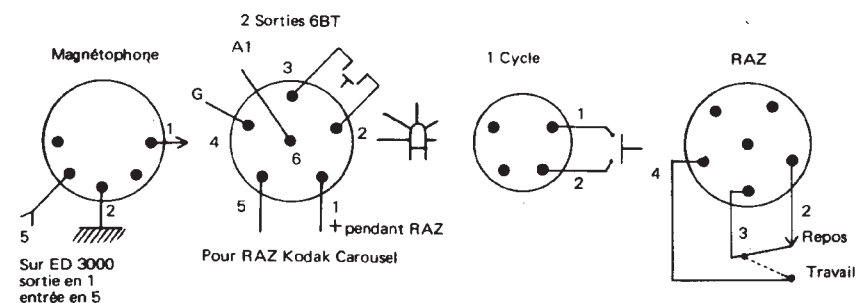 2 Sorties 6BT
Magnétophone
A1
3
1 Cycle
RAZ
G
1
4
6
2
1
2
4
2
5
5
1
+ pendant RAZ
2
3
Repos
Travail
Pour RAZ Kodak Carousel
Sur ED 3000
sortie en 1
entrée en 5